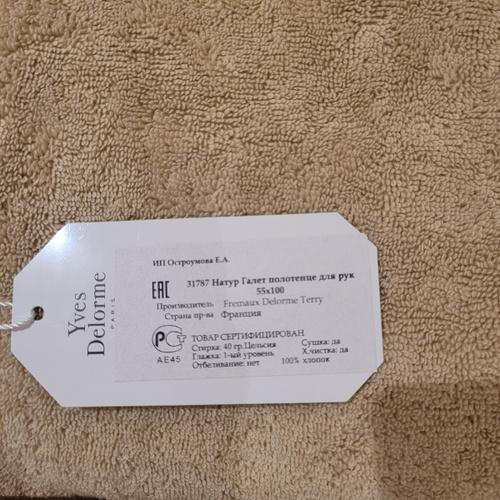 Yves
Delorme
PARIS
ИП Остроумова Е.А.
31787 Натур Галет полотенце для рук
55x100
Производитель Fremaux Delorme Terry
Страна пр-ва Франция
ТОВАР СЕРТИФИЦИРОВАН
Стирка: 40 гр.Цельсия Сушка: да
Глажка: 1-ый уровень Х.чистка: да
Отбеливание: нет 100% хлопок
ЕАС
РСТ
АЕ45